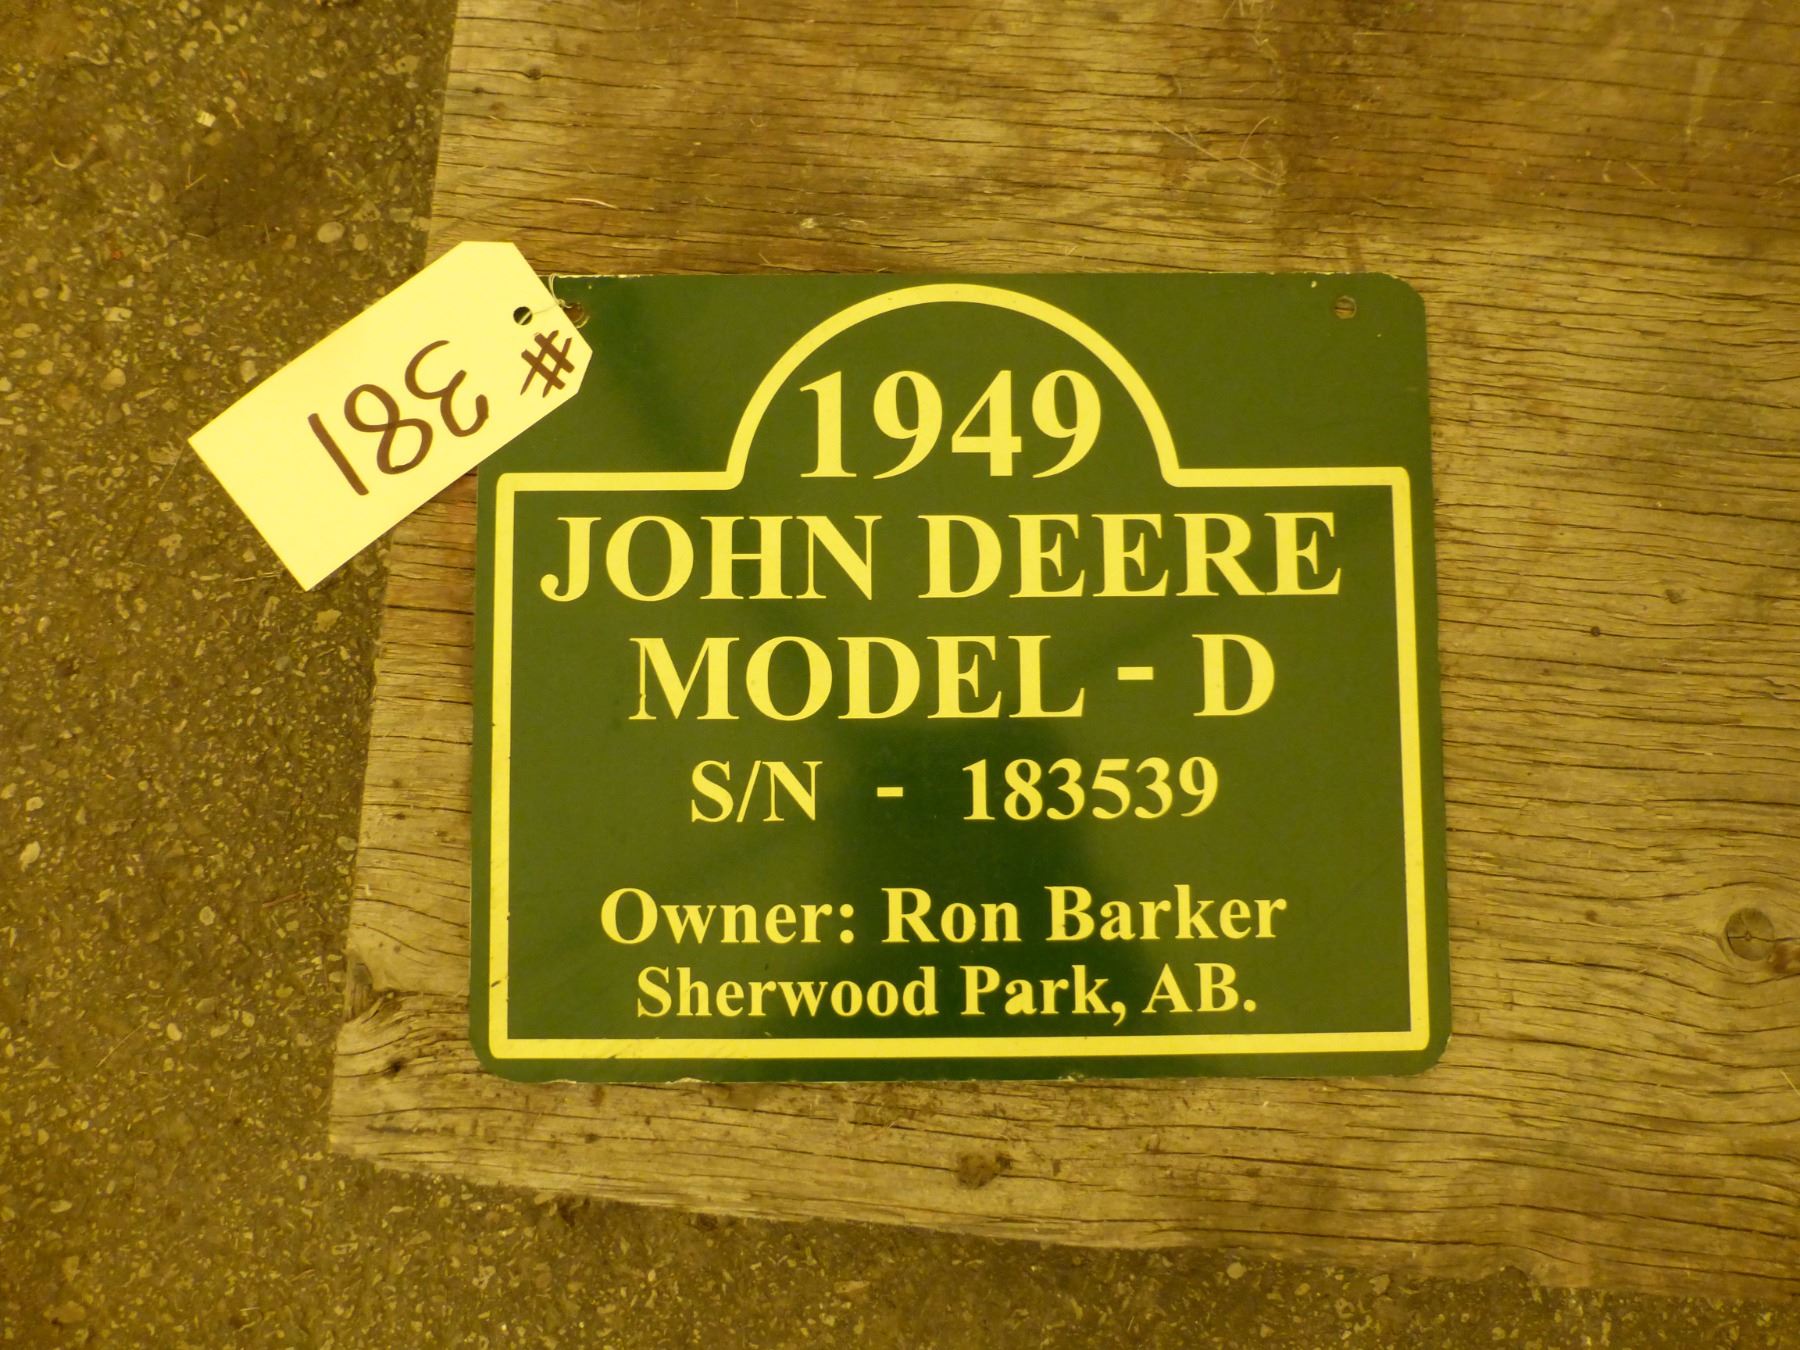 # 381
1949
JOHN DEERE
MODEL - D
S/N - 183539
Owner: Ron Barker
Sherwood Park, AB.